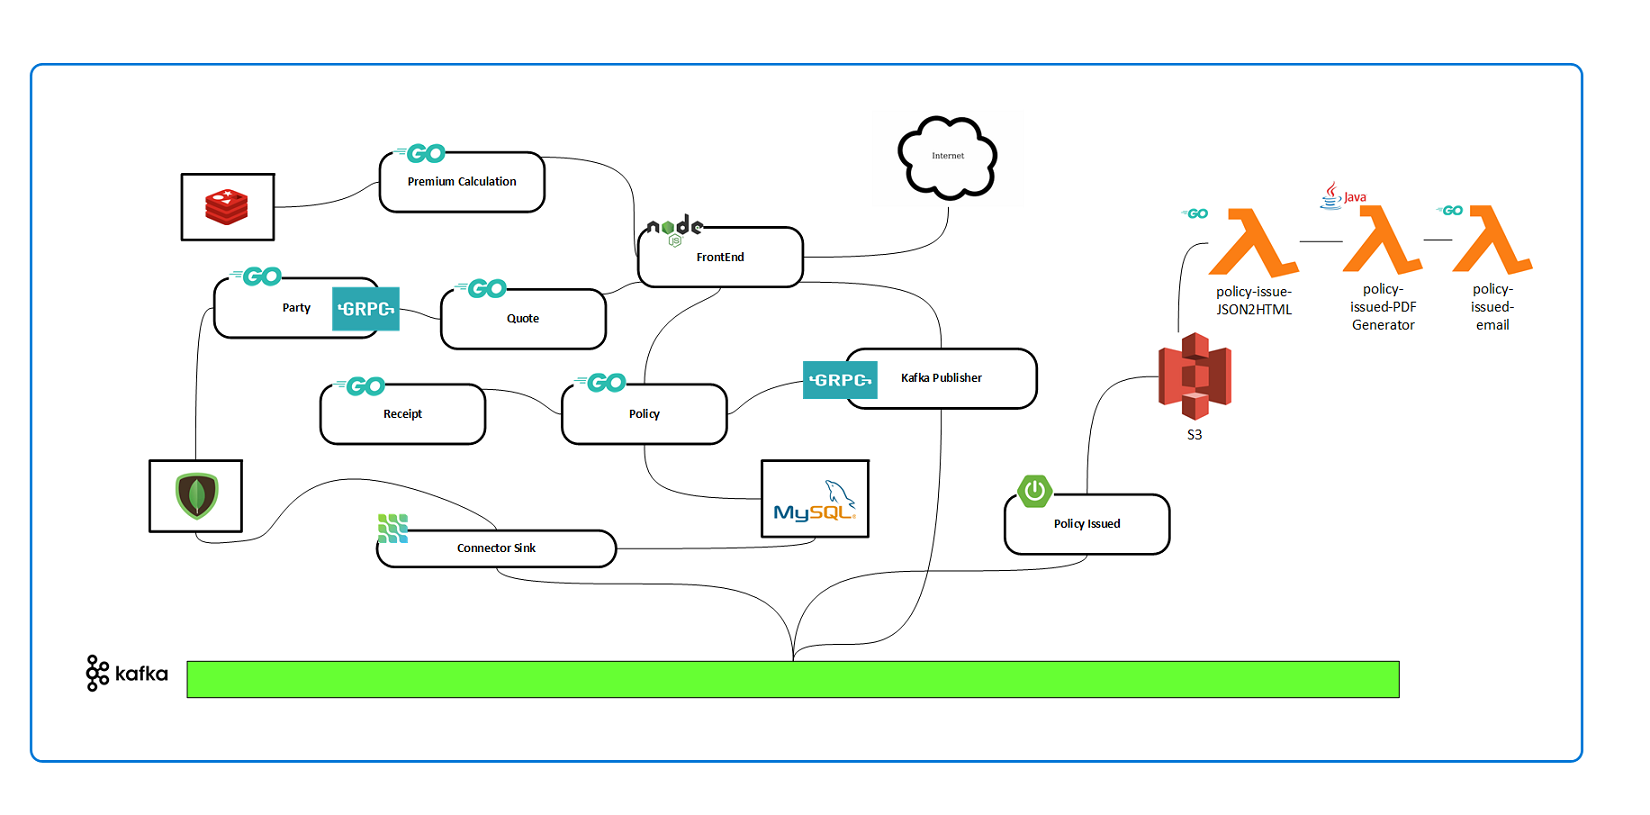 Internet
GO
Premium Calculation
node
JS
FrontEnd
GO
Party
GRPC
GO
Quote
GO
Receipt
GO
Policy
GRPC
Kafka Publisher
GO
policy-issue-
JSON2HTML
Java
policy-
issued-PDF
Generator
GO
policy-
issued-
email
S3
MySQL
Connector Sink
Policy Issued
kafka